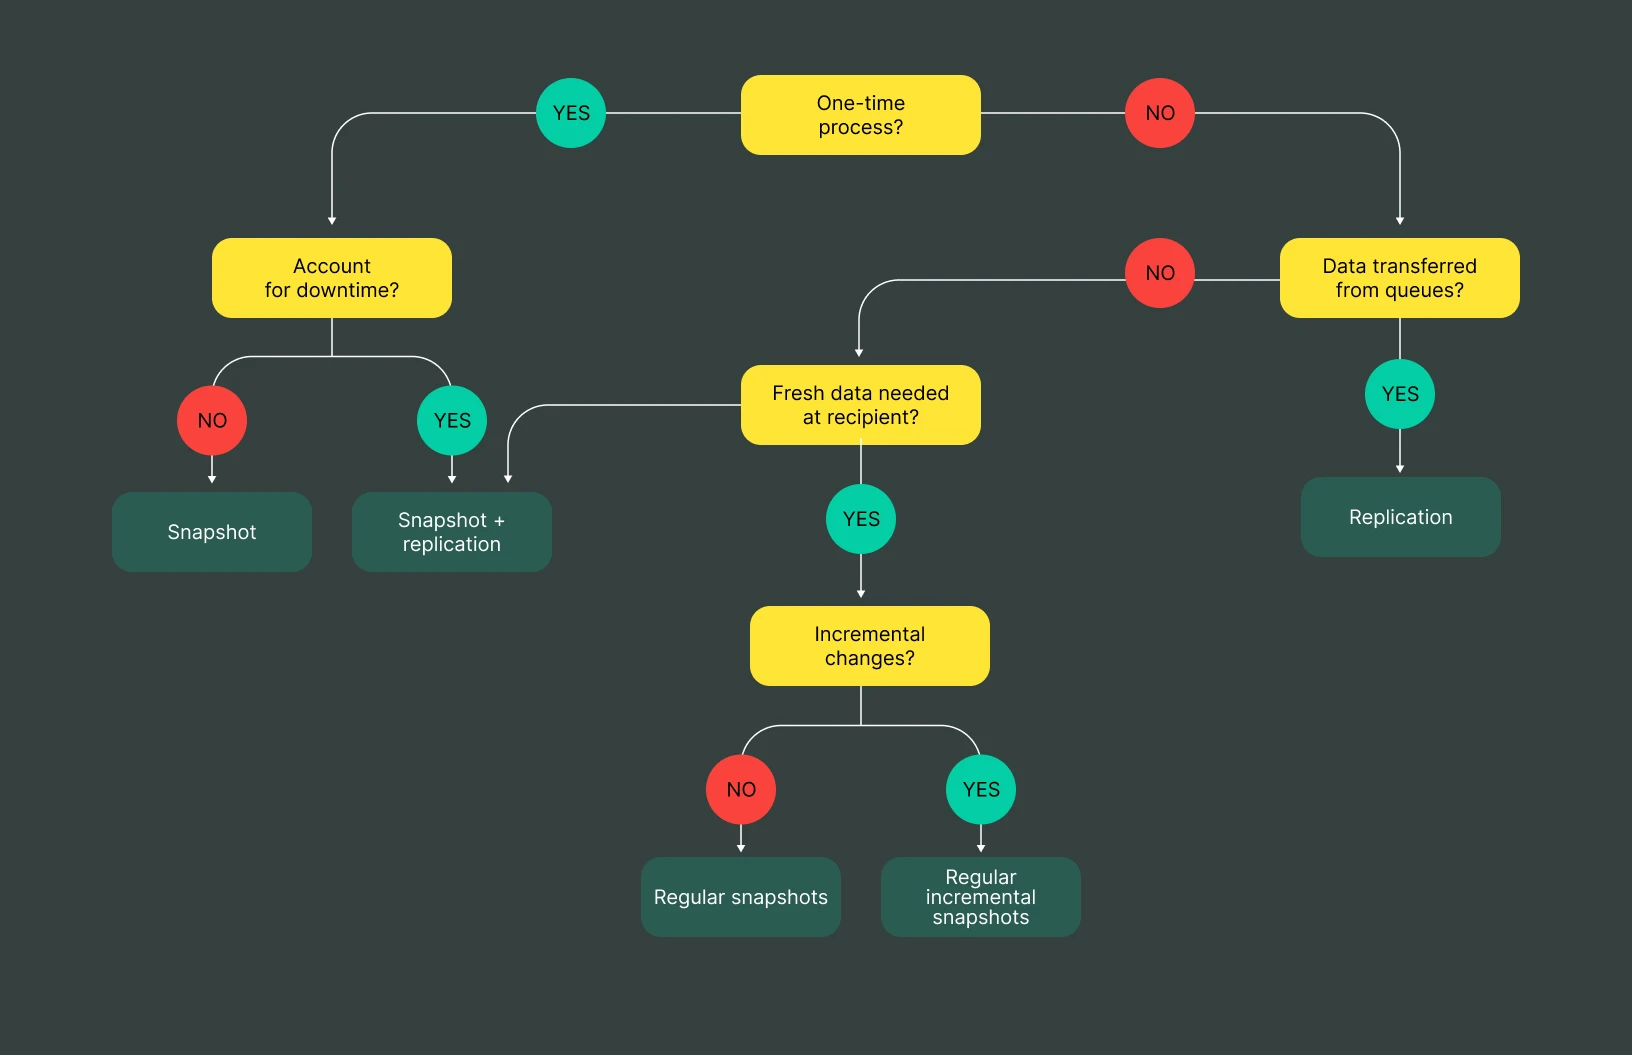 YES
One-time
process?
NO
Account
for downtime?
NO
Data transferred
from queues?
NO
YES
Fresh data needed
at recipient?
YES
Snapshot
Snapshot +
replication
YES
Replication
Incremental
changes?
NO
YES
Regular snapshots
Regular
incremental
snapshots